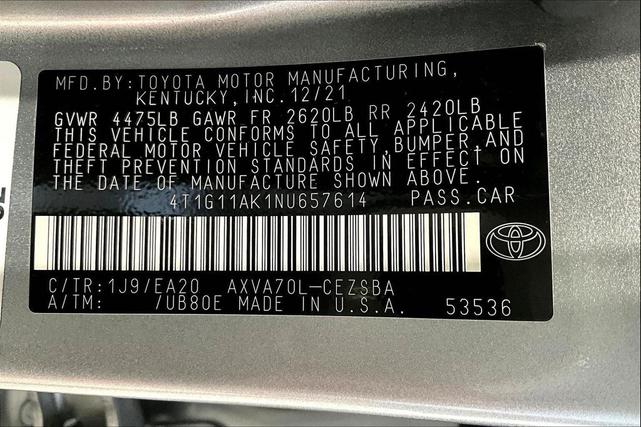 MFD.BY:TOYOTA MOTOR MANUFACTURING,
KENTUCKY,INC.12/21
GVWR 4475LB GAWR FR 2620LB RR 2420LB
THIS VEHICLE CONFORMS TO ALL APPLICABLE
FEDERAL MOTOR VEHICLE SAFETY,BUMPER,AND
THEFT PREVENTION STANDARDS IN EFFECT ON
THE DATE OF MANUFACTURE SHOWN ABOVE.
4T1G11AK1NU657614 PASS.CAR
C/TR:1J9/EA20 AXVA70L-CEZSBA
A/TM: /UB80E MADE IN U.S.A. 53536